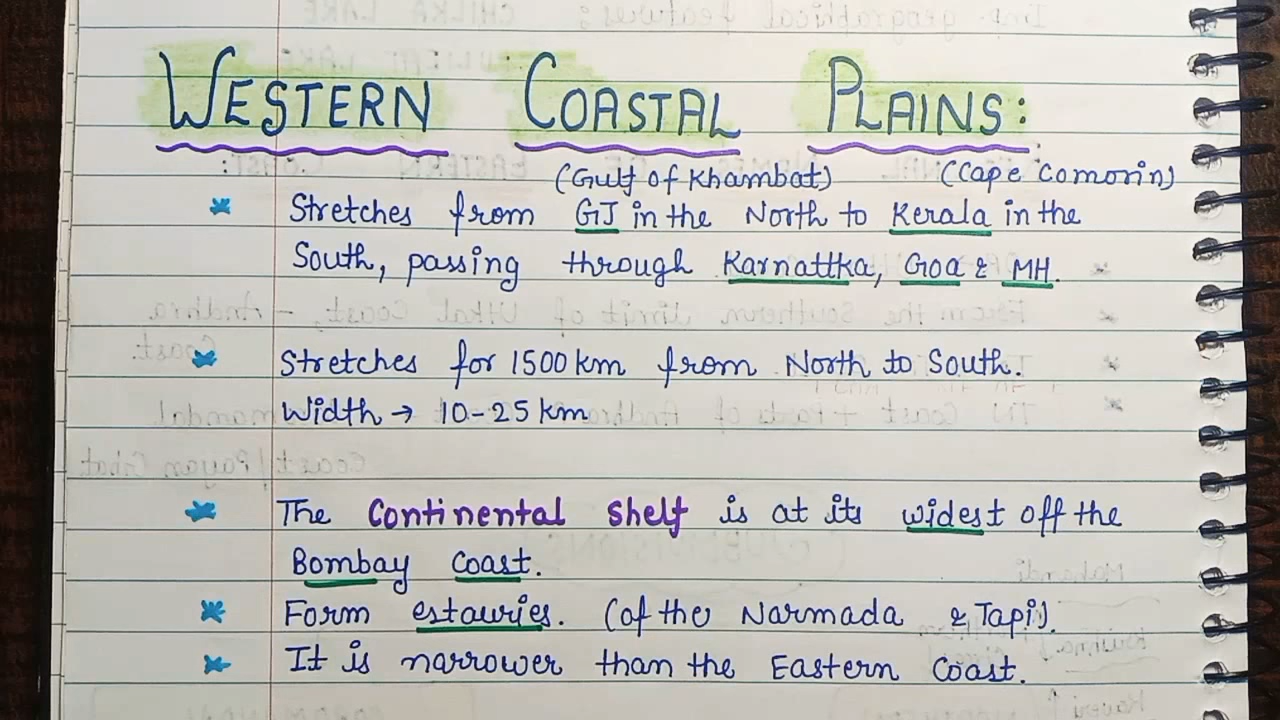 WESTERN COASTAL PLAINS:
(Gulf of Khambat) (Cape Comorin)
Stretches from GJ in the North to Kerala in the
South, passing through Karnattka, Goa & MH.
Stretches for 1500 km from North to South.
Width → 10-25 km
The Continental Shelf is at its widest off the
Bombay Coast.
Form estauries. (of the Narmada & Tapi).
It is narrower than the Eastern Coast.